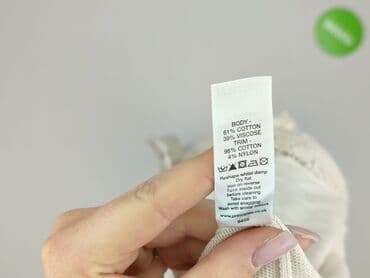 BODY -
61% COTTON
39% VISCOSE
TRIM -
96% COTTON
4% NYLON
Reshape whilst damp
Dry flat
Iron on reverse
Turn inside out
before cleaning
Take care to
avoid snagging
Wash with similar colours